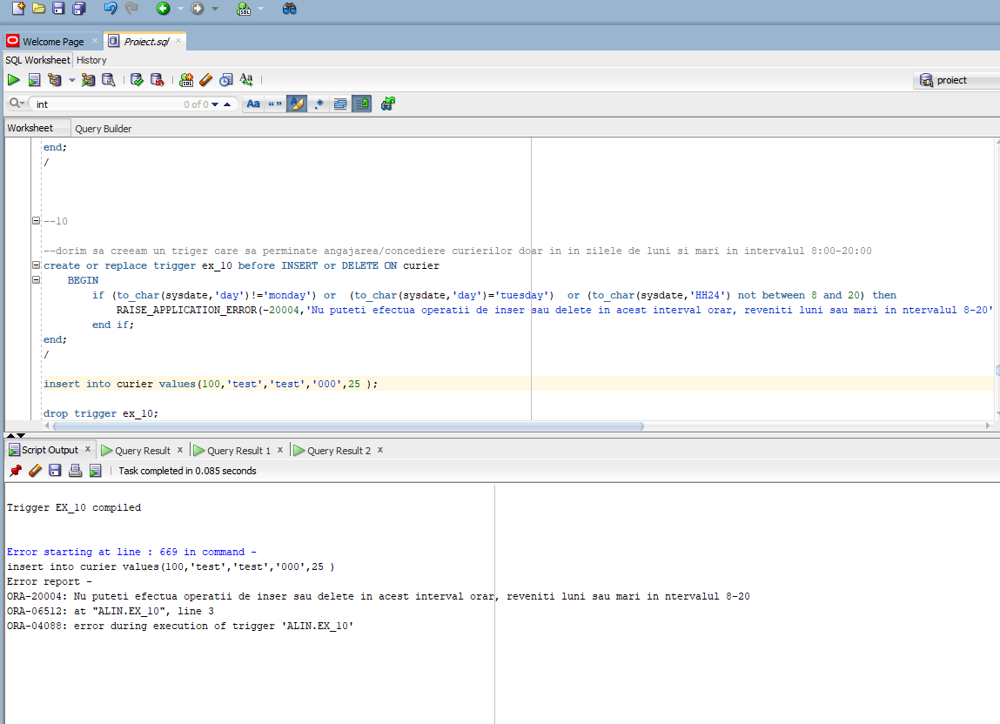 SQL
Welcome Page
Proiect.sql
SQL Worksheet History
SQL Aa
proiect
int 0 of 0 Aa “ ” .*
Worksheet Query Builder
end;
/
--10
--dorim sa creeam un triger care sa perminate angajarea/concediere curierilor doar in in zilele de luni si mari in intervalul 8:00-20:00
create or replace trigger ex_10 before INSERT or DELETE ON curier
BEGIN
if (to_char(sysdate,'day')!='monday') or (to_char(sysdate,'day')='tuesday') or (to_char(sysdate,'HH24') not between 8 and 20) then
RAISE_APPLICATION_ERROR(-20004,'Nu puteti efectua operatii de inser sau delete in acest interval orar, reveniti luni sau mari in ntervalul 8-20'
end if;
end;
/
insert into curier values(100,'test','test','000',25 );
drop trigger ex_10;
Script Output x Query Result x Query Result 1 x Query Result 2 x
Task completed in 0.085 seconds
Trigger EX_10 compiled
Error starting at line : 669 in command -
insert into curier values(100,'test','test','000',25 )
Error report -
ORA-20004: Nu puteti efectua operatii de inser sau delete in acest interval orar, reveniti luni sau mari in ntervalul 8-20
ORA-06512: at "ALIN.EX_10", line 3
ORA-04088: error during execution of trigger 'ALIN.EX_10'